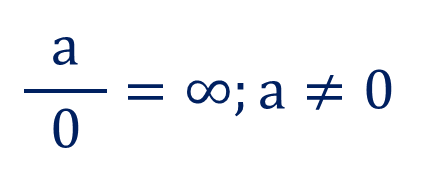 a/0 = ∞; a ≠ 0